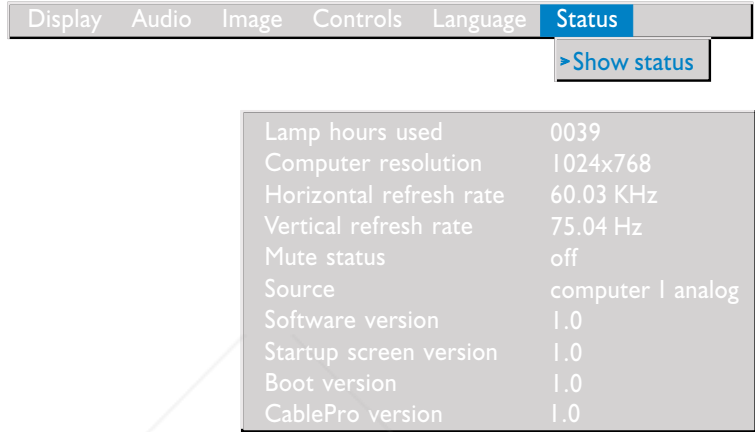 Display Audio Image Controls Language Status
➤Show status
Lamp hours used 0039
Computer resolution 1024x768
Horizontal refresh rate 60.03 KHz
Vertical refresh rate 75.04 Hz
Mute status off
Source computer 1 analog
Software version 1.0
Startup screen version 1.0
Boot version 1.0
CablePro version 1.0